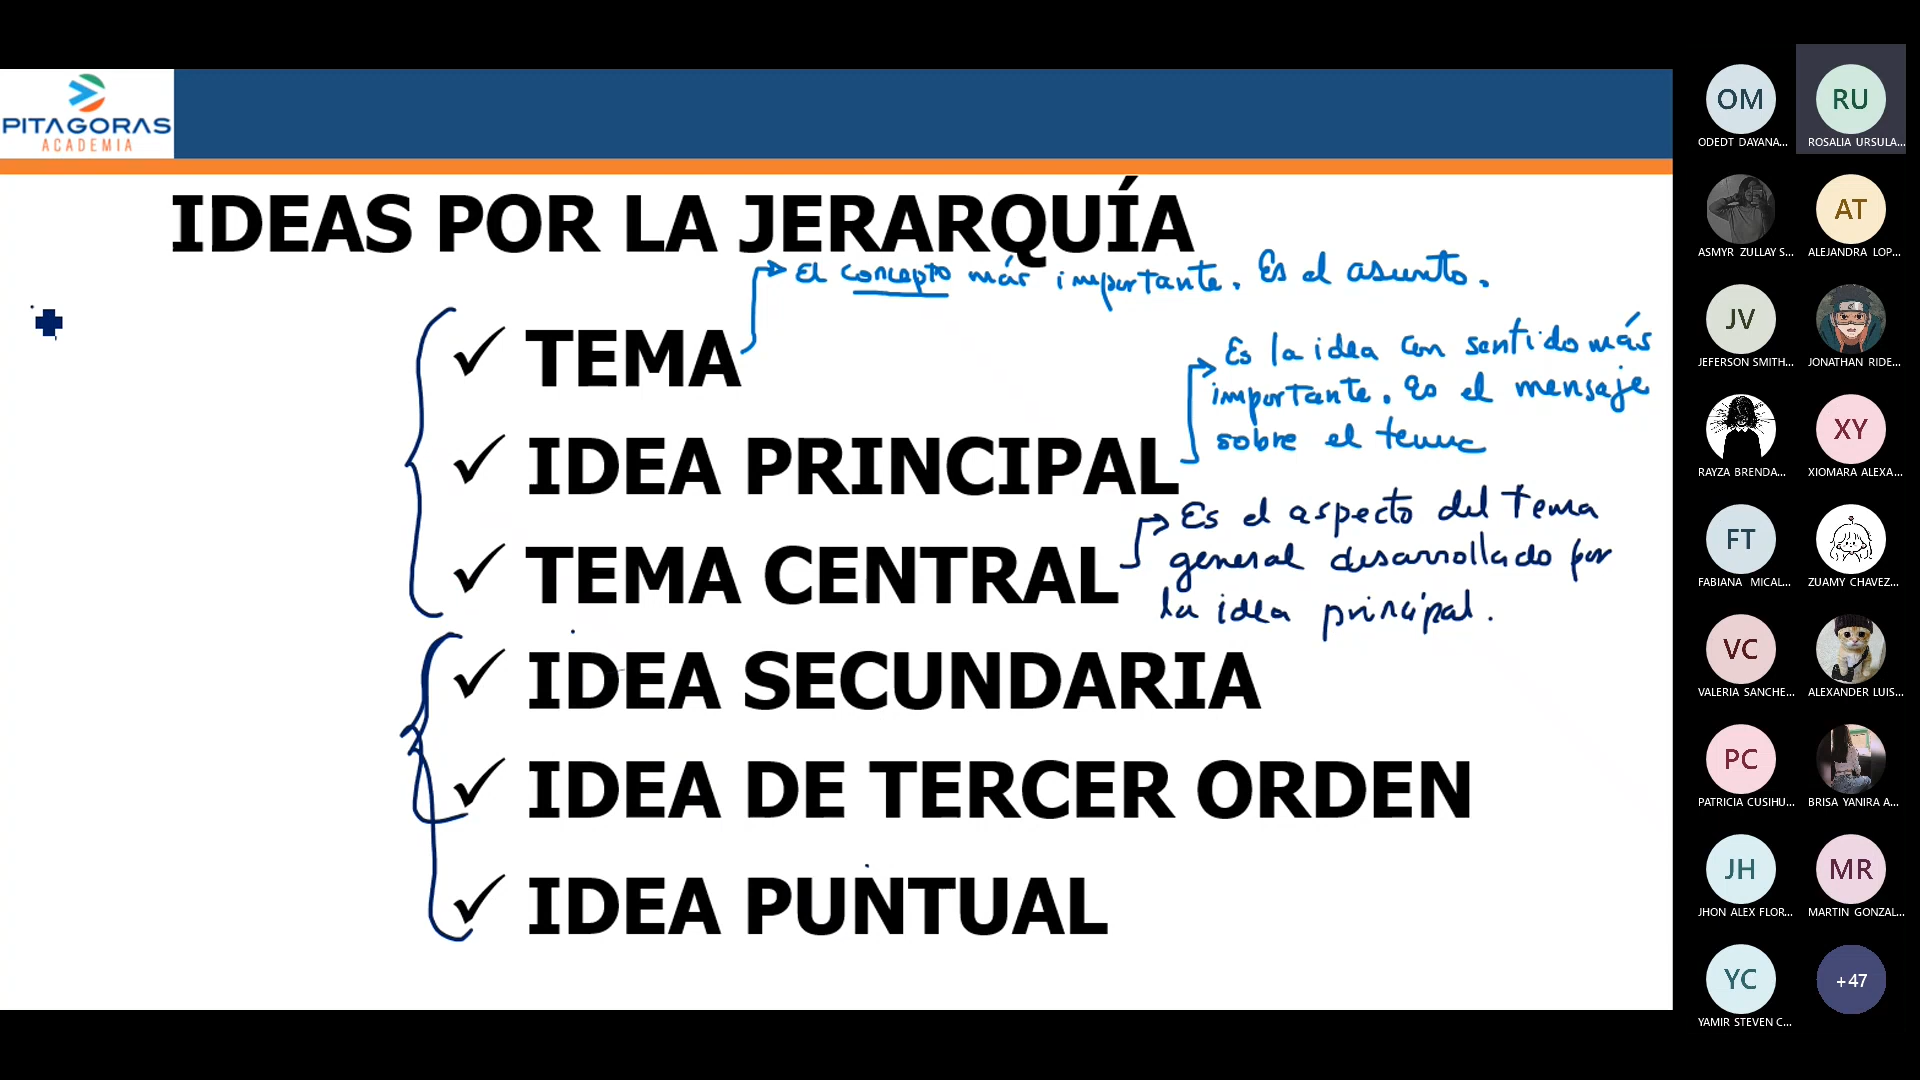 PITAGORAS
ACADEMIA
IDEAS POR LA JERARQUÍA
El concepto más importante. Es el asunto.
TEMA
Es la idea con sentido más
importante. Es el mensaje
sobre el tema
IDEA PRINCIPAL
Es el aspecto del Tema
general desarrollado por
la idea principal.
TEMA CENTRAL
IDEA SECUNDARIA
IDEA DE TERCER ORDEN
IDEA PUNTUAL
OM
ODEDT DAYANA...
RU
ROSALIA URSULA...
ASMYR ZULLAY S...
AT
ALEJANDRA LOP...
JV
JEFERSON SMITH...
JONATHAN RIDE...
RAYZA BRENDA...
XY
XIOMARA ALEXA...
FT
FABIANA MICAL...
ZUAMY CHAVEZ...
VC
VALERIA SANCHE...
ALEXANDER LUIS...
PC
PATRICIA CUSIHU...
BRISA YANIRA A...
JH
JHON ALEX FLOR...
MR
MARTIN GONZAL...
YC
YAMIR STEVEN C...
+47